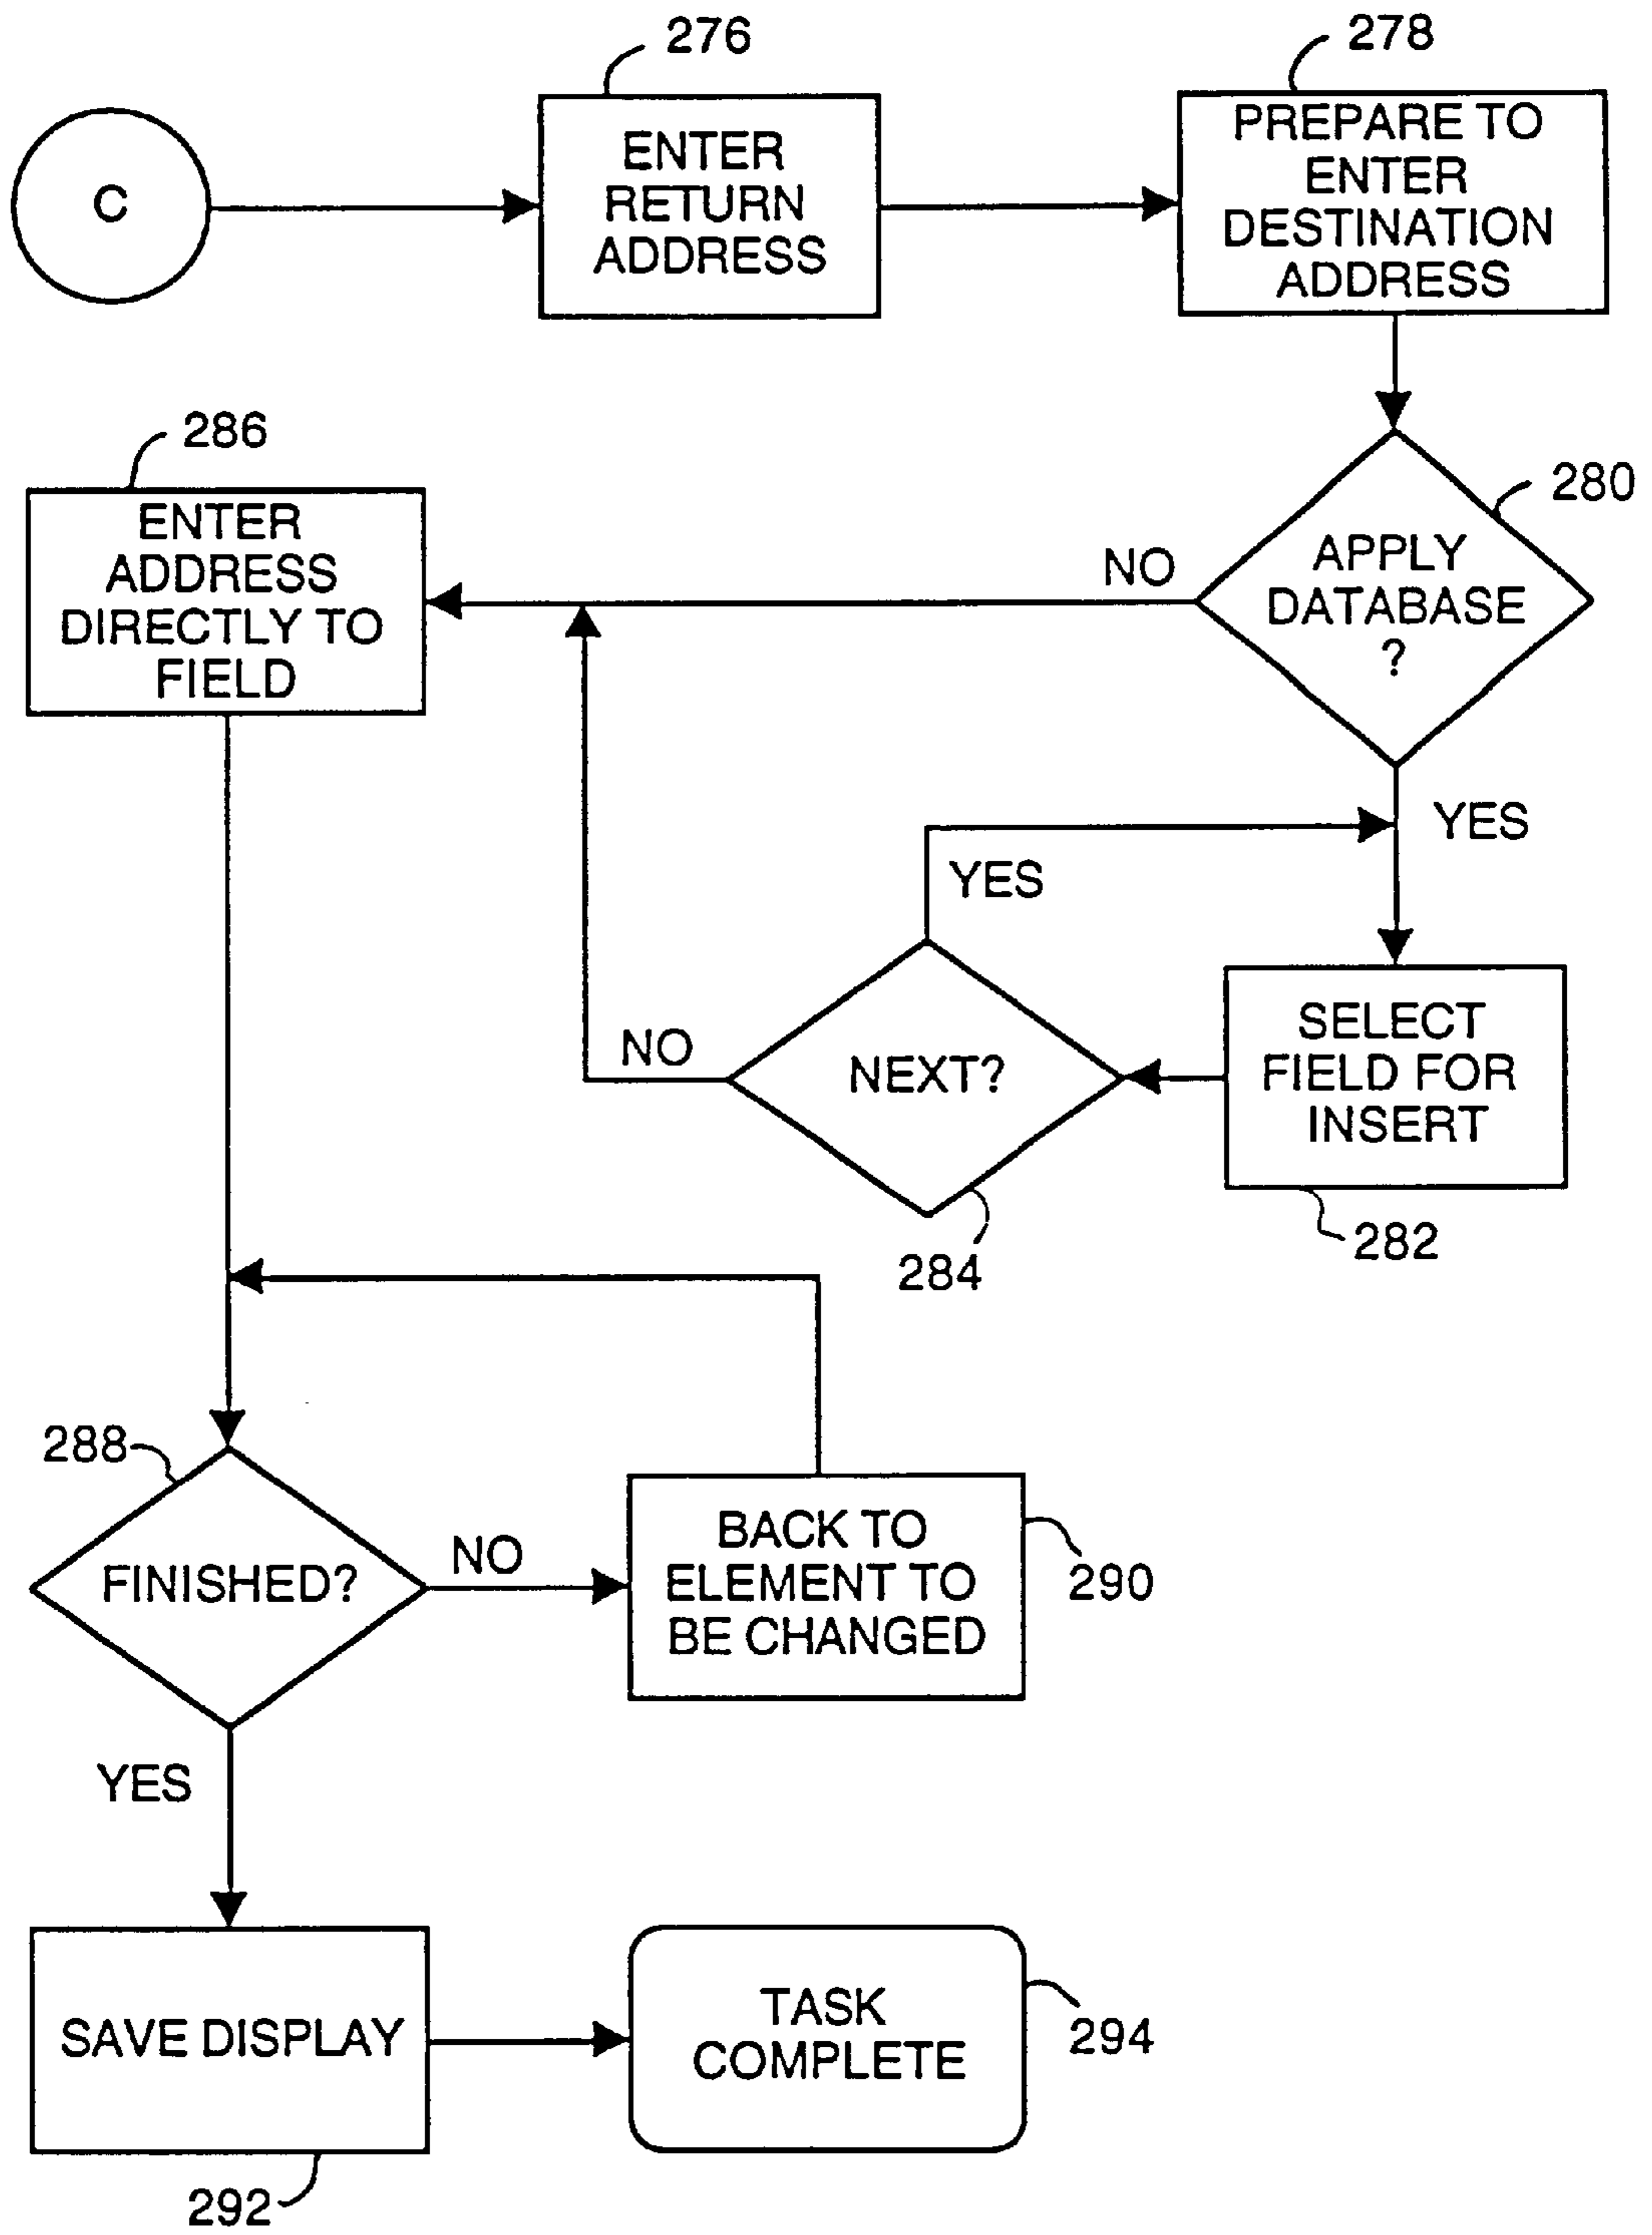 276
278
C
ENTER
RETURN
ADDRESS
PREPARE TO
ENTER
DESTINATION
ADDRESS
286
280
ENTER
ADDRESS
DIRECTLY TO
FIELD
NO
APPLY
DATABASE
?
YES
YES
NO
NEXT?
SELECT
FIELD FOR
INSERT
284
282
288
FINISHED?
NO
BACK TO
ELEMENT TO
BE CHANGED
290
YES
SAVE DISPLAY
TASK
COMPLETE
294
292